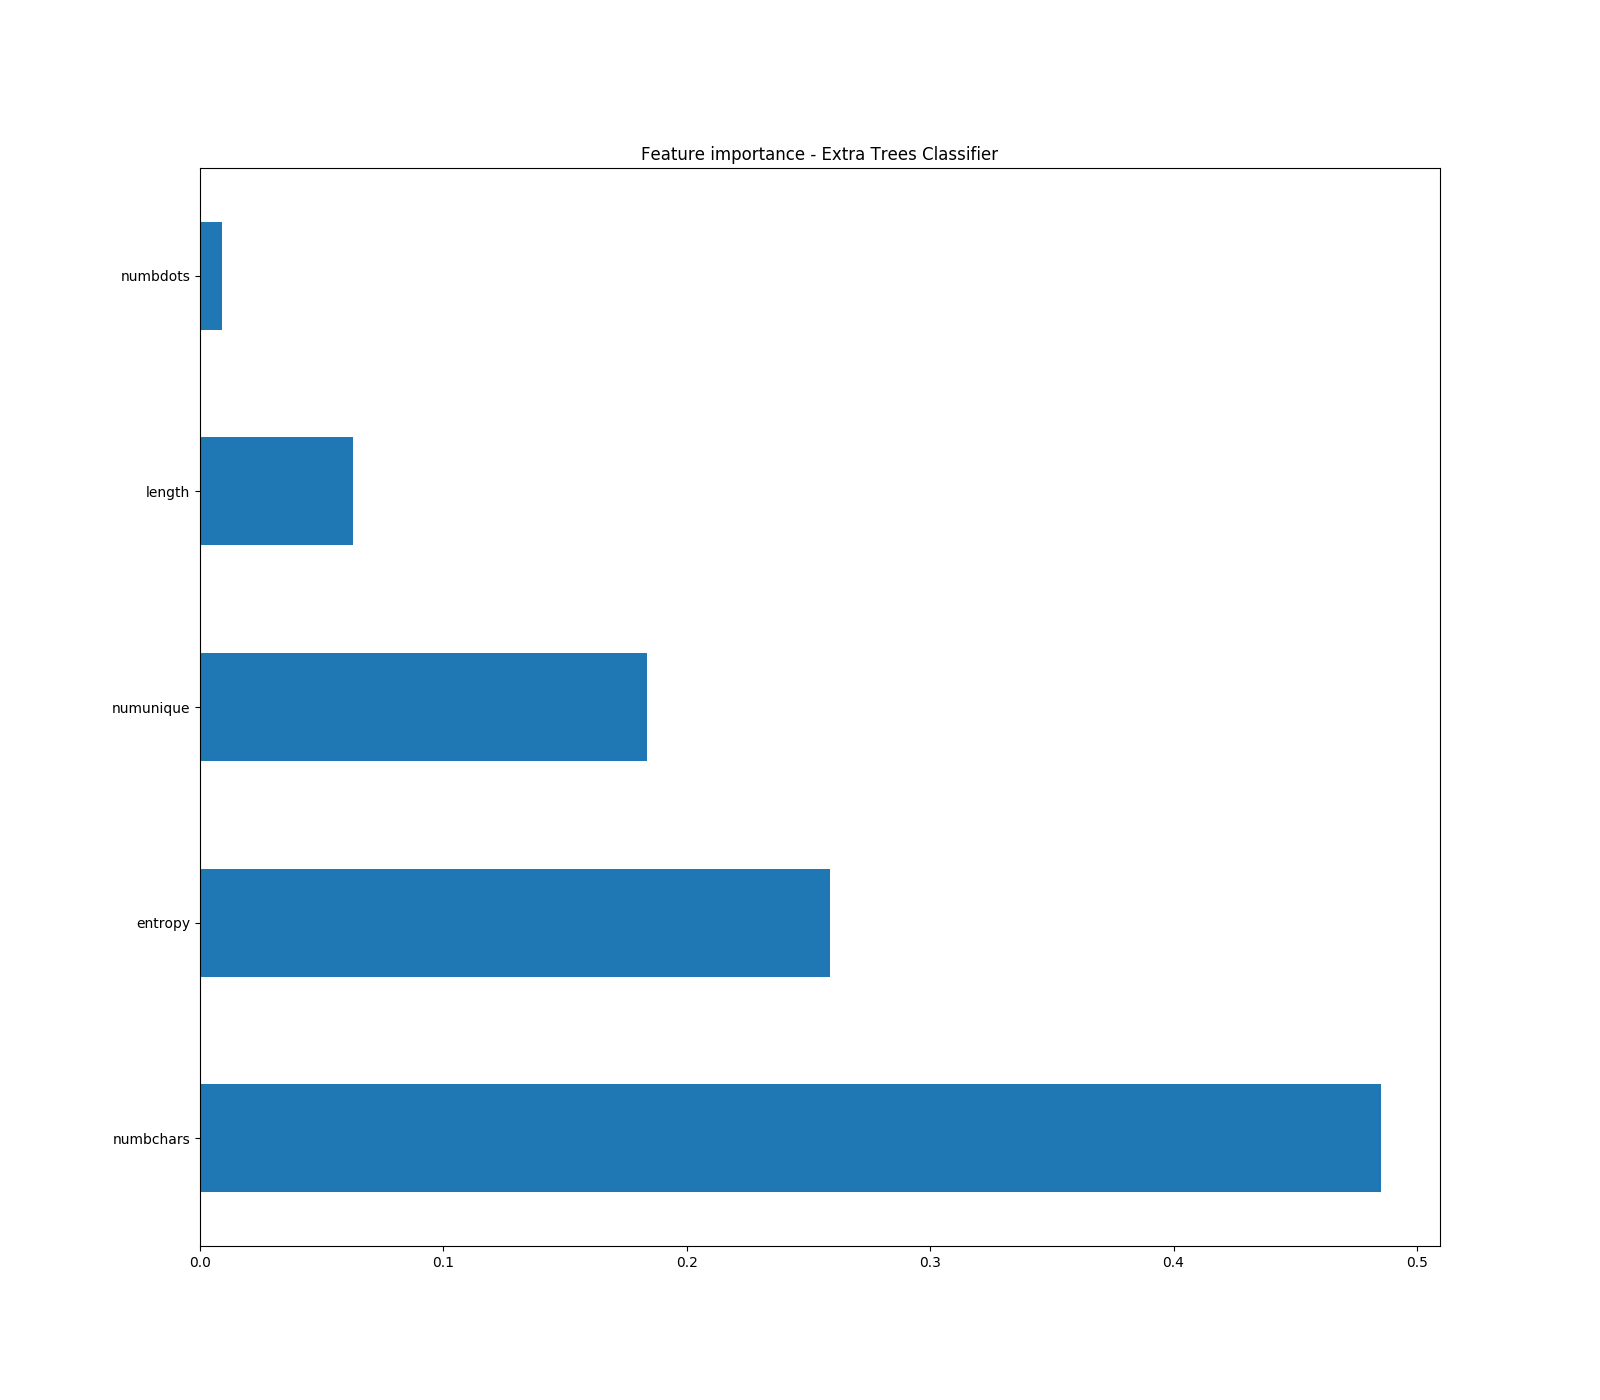 Feature importance - Extra Trees Classifier
numbdots
length
numunique
entropy
numbchars
0.0 0.1 0.2 0.3 0.4 0.5